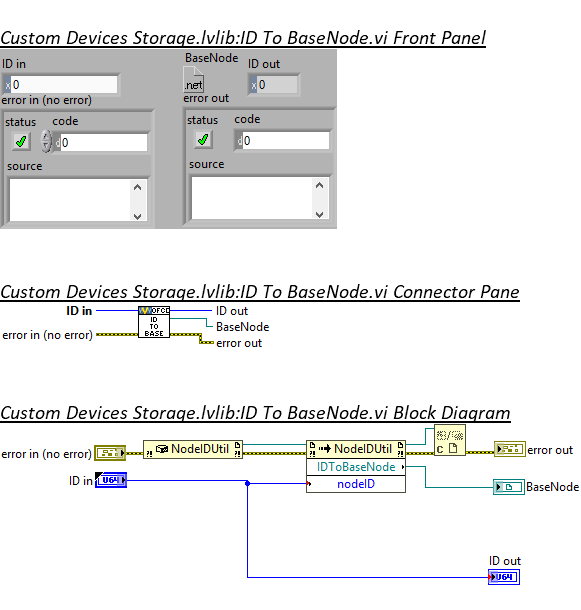 Custom Devices Storage.lvlib:ID To BaseNode.vi Front Panel
ID in
x 0
error in (no error)
status code
d 0
source
BaseNode ID out
.net
x 0
error out
status code
d 0
source
Custom Devices Storage.lvlib:ID To BaseNode.vi Connector Pane
ID in
error in (no error)
OFCD
ID
TO
BASE
ID out
BaseNode
error out
Custom Devices Storage.lvlib:ID To BaseNode.vi Block Diagram
error in (no error)
NodeIDUtil
NodeIDUtil
IDToBaseNode
nodeID
C
error out
ID in
U64
BaseNode
ID out
U64